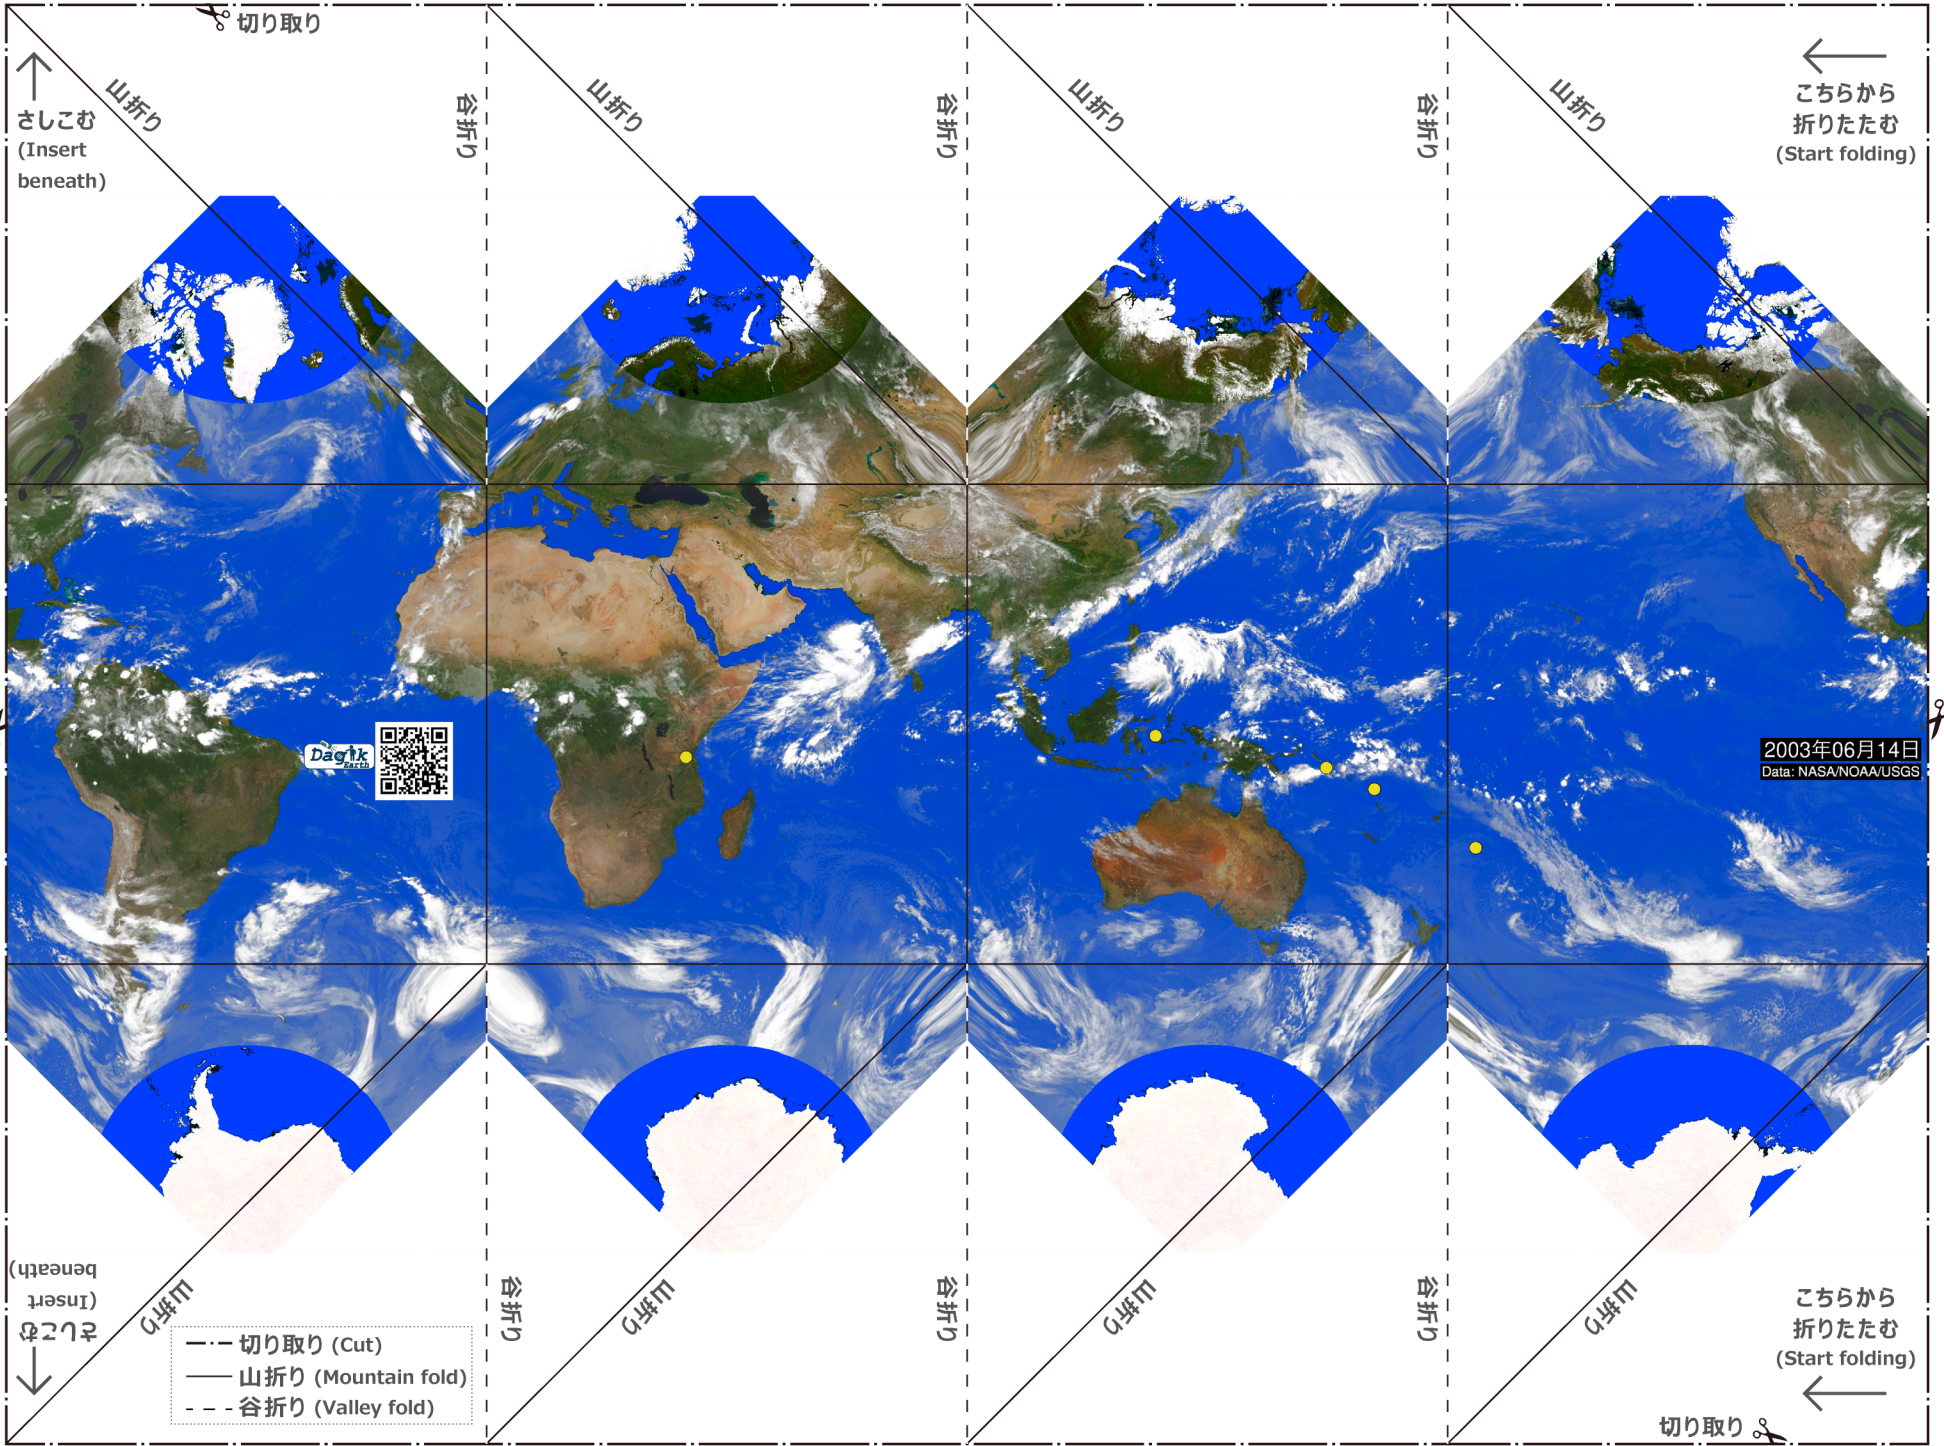 切り取り
山折り
谷折り
山折り
谷折り
山折り
谷折り
山折り
さしこむ
(Insert
beneath)
こちらから
折りたたむ
(Start folding)
Dagik
Earth
2003年06月14日
Data: NASA/NOAA/USGS
さしこむ
(Insert
beneath)
山折り
谷折り
山折り
谷折り
山折り
谷折り
山折り
切り取り (Cut)
山折り (Mountain fold)
谷折り (Valley fold)
こちらから
折りたたむ
(Start folding)
切り取り